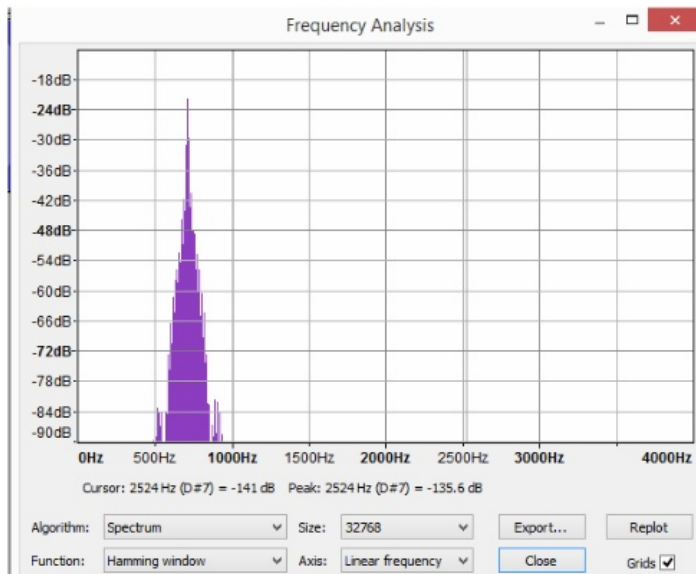 Frequency Analysis
-18dB
-24dB
-30dB
-36dB
-42dB
-48dB
-54dB
-60dB
-66dB
-72dB
-78dB
-84dB
-90dB
0Hz 500Hz 1000Hz 1500Hz 2000Hz 2500Hz 3000Hz 4000Hz
Cursor: 2524 Hz (D#7) = -141 dB Peak: 2524 Hz (D#7) = -135.6 dB
Algorithm: Spectrum Size: 32768 Export... Replot
Function: Hamming window Axis: Linear frequency Close Grids